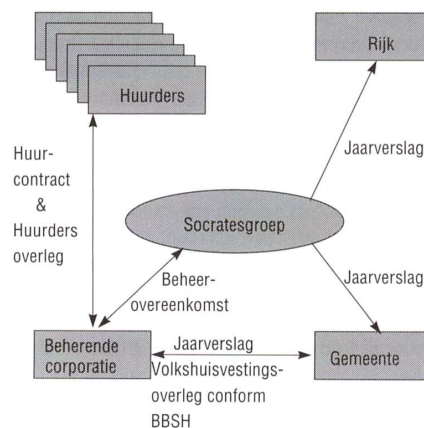 Rijk
Huurders
Huur-
contract
&
Huurders
overleg
Jaarverslag
Socratesgroep
Beheer-
overeenkomst
Jaarverslag
Beherende
corporatie
Jaarverslag
Volkshuisvestings-
overleg conform
BBSH
Gemeente